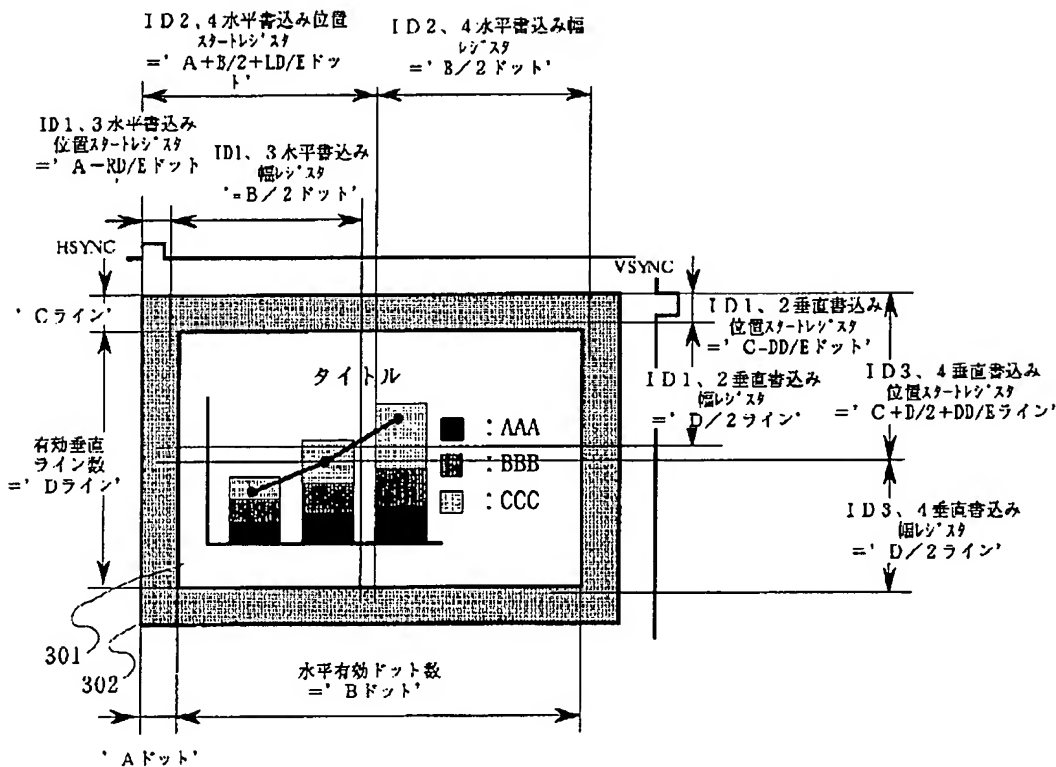 ID2、4水平書込み位置
スタートレジスタ
='A+B/2+LD/Eドッ
ト'
ID2、4水平書込み幅
レジスタ
='B/2ドット'
ID1、3水平書込み
位置スタートレジスタ
='A-RD/Eドット
'
ID1、3水平書込み
幅レジスタ
'=B/2ドット'
HSYNC
VSYNC
'Cライン'
ID1、2垂直書込み
位置スタートレジスタ
='C-DD/Eドット'
ID1、2垂直書込み
幅レジスタ
='D/2ライン'
ID3、4垂直書込み
位置スタートレジスタ
='C+D/2+DD/Eライン'
タイトル
:AAA
:BBB
:CCC
有効垂直
ライン数
='Dライン'
ID3、4垂直書込み
幅レジスタ
='D/2ライン'
301
302
水平有効ドット数
='Bドット'
'Aドット'